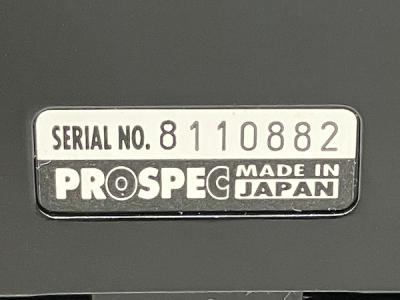 SERIAL NO. 8110882
PROSPEC MADE IN JAPAN